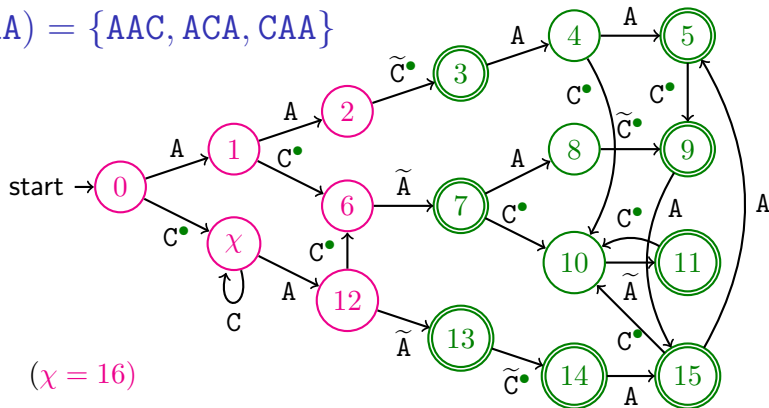 A) = {AAC, ACA, CAA}
A
4
A
5
C̃•
3
A
2
C•
C•
C̃•
A
1
8
9
A
C•
A
start
0
6
Ã
7
C•
C•
A
A
C•
χ
C•
10
11
A
Ã
C
12
Ã
13
C•
(χ = 16)
C̃•
14
A
15